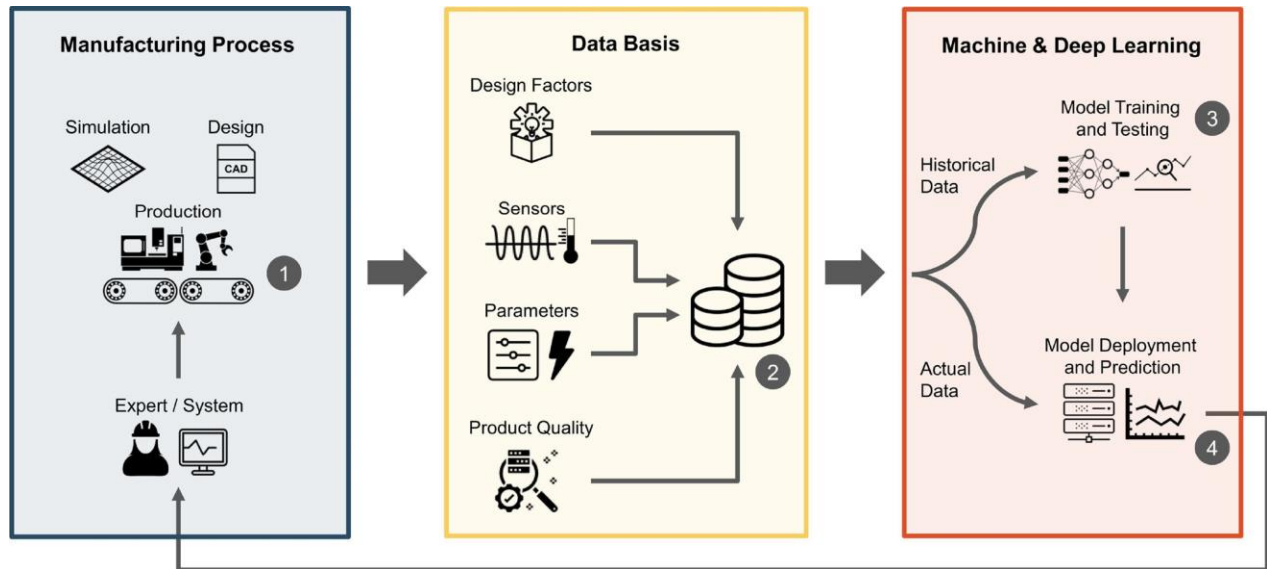 Manufacturing Process
Simulation
Design
CAD
Production
1
Expert / System
Data Basis
Design Factors
Sensors
Parameters
2
Product Quality
Machine & Deep Learning
Model Training
and Testing
3
Historical
Data
Model Deployment
and Prediction
Actual
Data
4